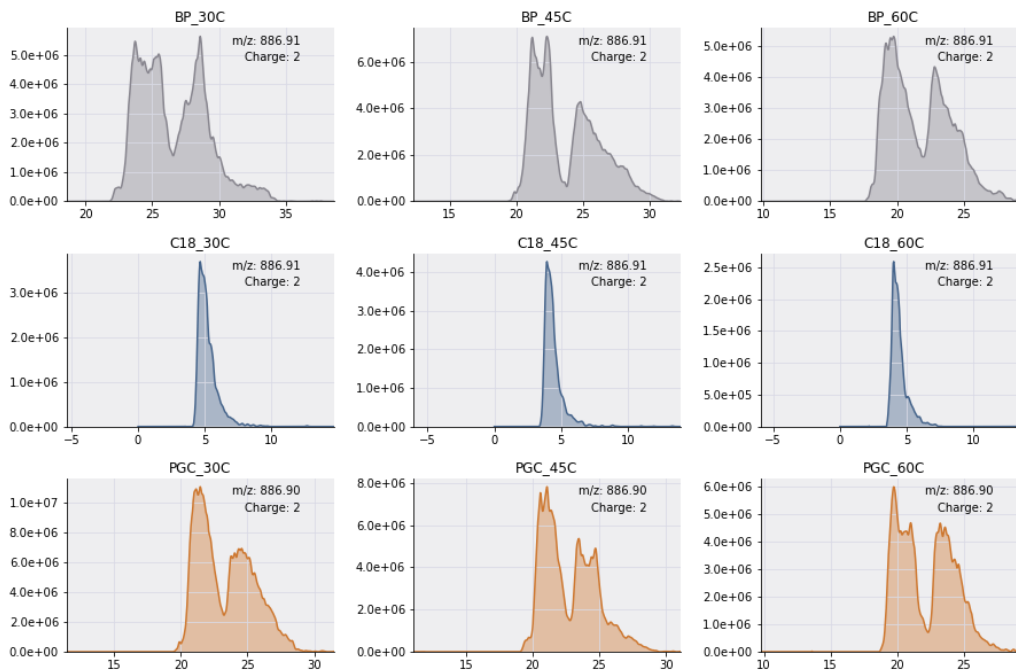 BP_30C
m/z: 886.91
Charge: 2
5.0e+06
4.0e+06
3.0e+06
2.0e+06
1.0e+06
0.0e+00
20 25 30 35
BP_45C
m/z: 886.91
Charge: 2
6.0e+06
4.0e+06
2.0e+06
0.0e+00
15 20 25 30
BP_60C
m/z: 886.91
Charge: 2
5.0e+06
4.0e+06
3.0e+06
2.0e+06
1.0e+06
0.0e+00
10 15 20 25
C18_30C
m/z: 886.91
Charge: 2
3.0e+06
2.0e+06
1.0e+06
0.0e+00
−5 0 5 10
C18_45C
m/z: 886.91
Charge: 2
4.0e+06
3.0e+06
2.0e+06
1.0e+06
0.0e+00
−5 0 5 10
C18_60C
m/z: 886.91
Charge: 2
2.5e+06
2.0e+06
1.5e+06
1.0e+06
5.0e+05
0.0e+00
−5 0 5 10
PGC_30C
m/z: 886.90
Charge: 2
1.0e+07
8.0e+06
6.0e+06
4.0e+06
2.0e+06
0.0e+00
15 20 25 30
PGC_45C
m/z: 886.90
Charge: 2
8.0e+06
6.0e+06
4.0e+06
2.0e+06
0.0e+00
15 20 25 30
PGC_60C
m/z: 886.90
Charge: 2
6.0e+06
5.0e+06
4.0e+06
3.0e+06
2.0e+06
1.0e+06
0.0e+00
10 15 20 25